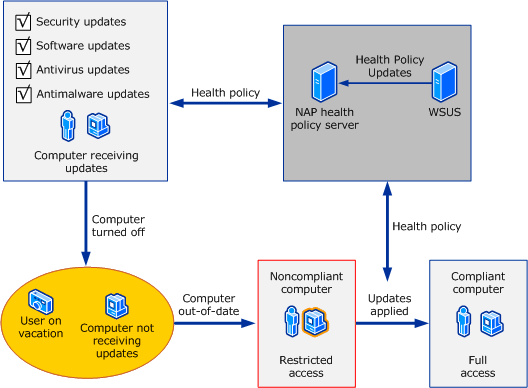 Security updates
Software updates
Antivirus updates
Antimalware updates
Computer receiving
updates
Health policy
Health Policy
Updates
NAP health
policy server
WSUS
Computer
turned off
Health policy
User on
vacation
Computer not
receiving
updates
Computer
out-of-date
Noncompliant
computer
Restricted
access
Updates
applied
Compliant
computer
Full
access